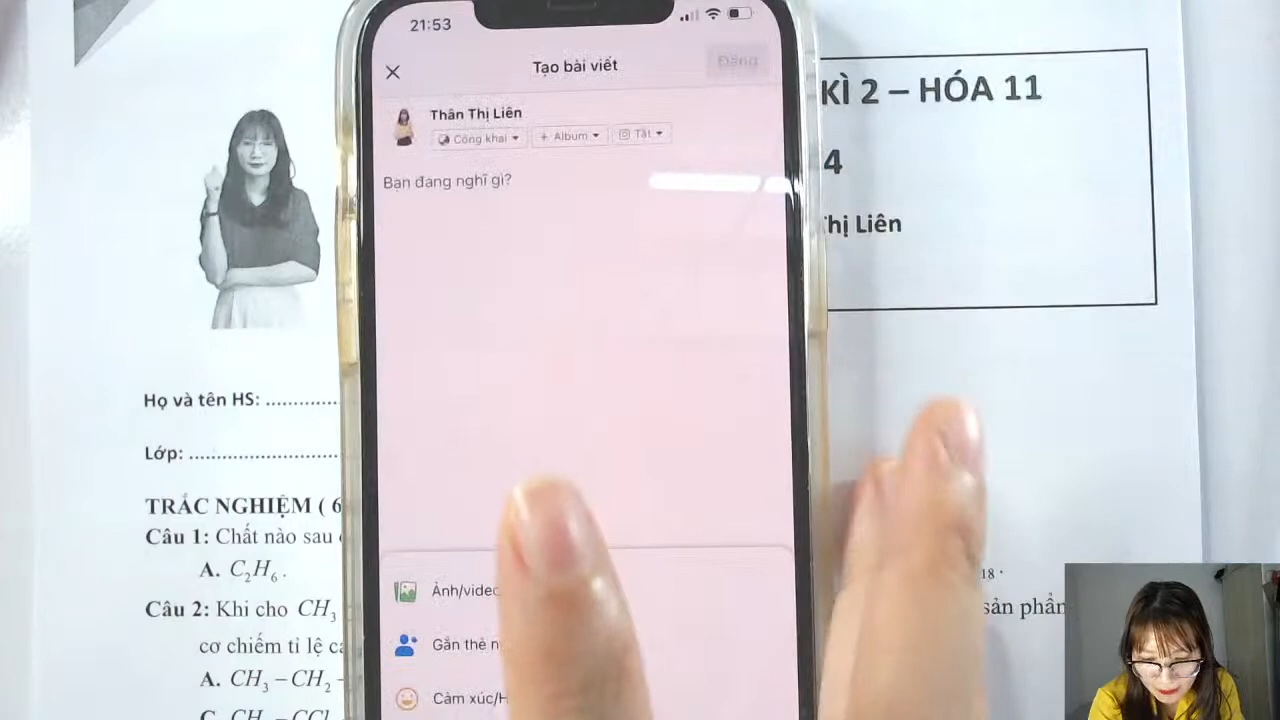 21:53
Tạo bài viết
Đăng
Thân Thị Liên
Công khai
+ Album
Tắt
Bạn đang nghĩ gì?
Ảnh/video
Gắn thẻ
Cảm xúc/
KÌ 2 – HÓA 11
4
Thị Liên
Họ và tên HS: ............
Lớp: ..........................
TRẮC NGHIỆM ( 6
Câu 1: Chất nào sau
A. C₂H₆.
18 .
Câu 2: Khi cho CH₃
sản phẩm
cơ chiếm tỉ lệ
A. CH₃ – CH₂ –
C. CH – CCl